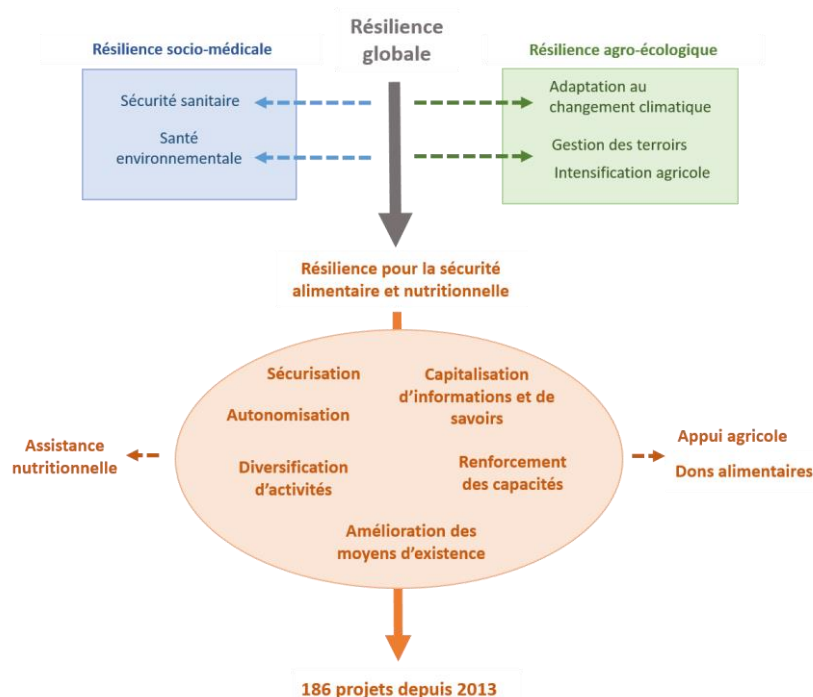 Résilience
globale
Résilience socio-médicale
Résilience agro-écologique
Sécurité sanitaire
Santé
environnementale
Adaptation au
changement climatique
Gestion des terroirs
Intensification agricole
Résilience pour la sécurité
alimentaire et nutritionnelle
Sécurisation
Capitalisation
d’informations et de
savoirs
Autonomisation
Diversification
d’activités
Renforcement
des capacités
Amélioration des
moyens d’existence
Assistance
nutritionnelle
Appui agricole
Dons alimentaires
186 projets depuis 2013